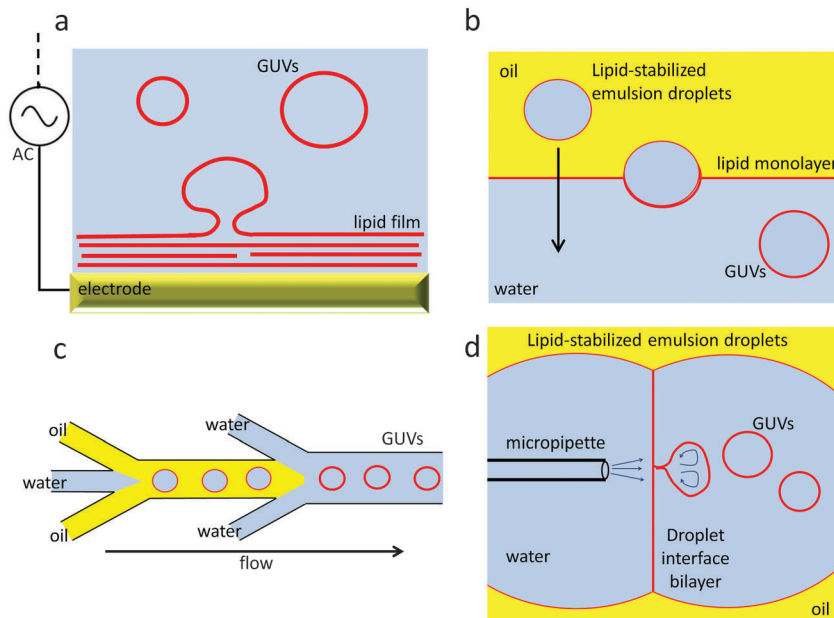 a
GUVs
AC
lipid film
electrode
b
oil
Lipid-stabilized
emulsion droplets
lipid monolayer
GUVs
water
c
oil
water
water
GUVs
oil
water
flow
d
Lipid-stabilized emulsion droplets
GUVs
micropipette
Droplet
interface
bilayer
water
oil